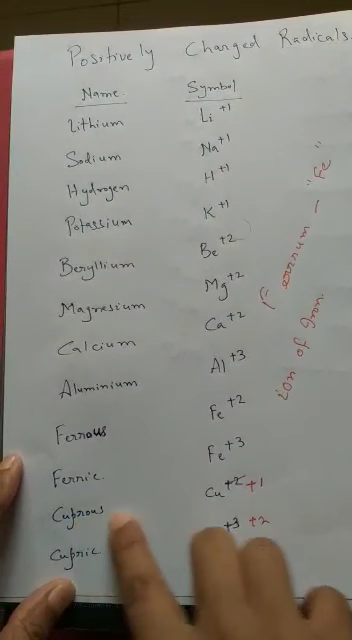 Positively Charged Radicals.
Name. Symbol
Lithium Li +1
Sodium Na +1
Hydrogen H +1
Potassium K +1
Beryllium Be +2
Magnesium Mg +2
Calcium Ca +2
Aluminium Al +3
Ferrous Fe +2
Ferric. Fe +3
Cuprous Cu +2 +1
Cupric +3 +2
Ferrum - "Fe"
ion of Iron